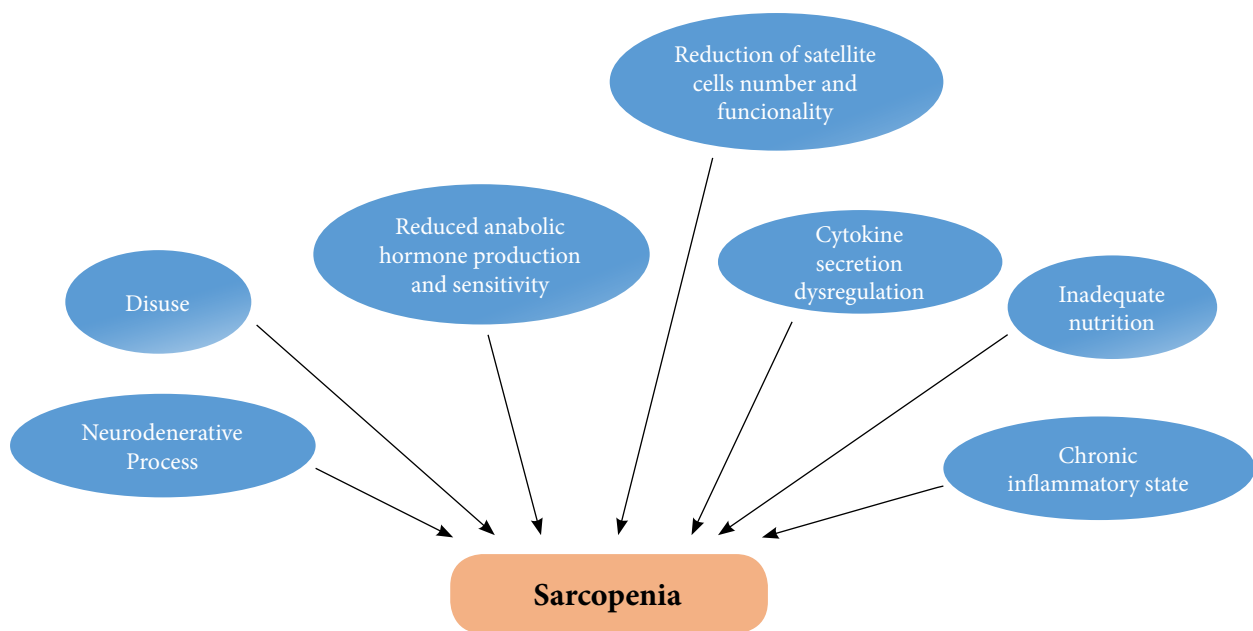 Reduction of satellite
cells number and
funcionality
Reduced anabolic
hormone production
and sensitivity
Cytokine
secretion
dysregulation
Disuse
Inadequate
nutrition
Neurodenerative
Process
Chronic
inflammatory state
Sarcopenia